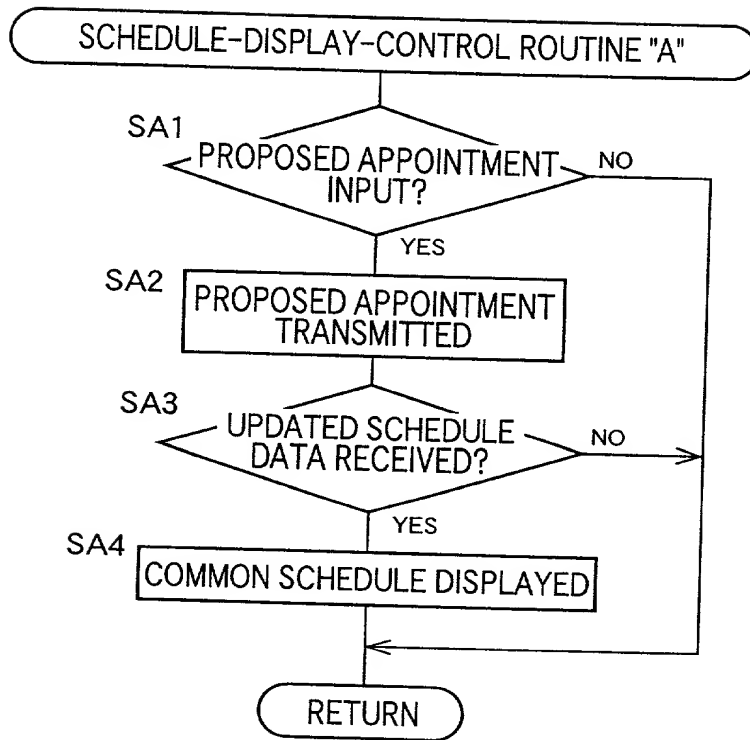 SCHEDULE-DISPLAY-CONTROL ROUTINE "A"
SA1
PROPOSED APPOINTMENT
INPUT?
NO
YES
SA2
PROPOSED APPOINTMENT
TRANSMITTED
SA3
UPDATED SCHEDULE
DATA RECEIVED?
NO
YES
SA4
COMMON SCHEDULE DISPLAYED
RETURN